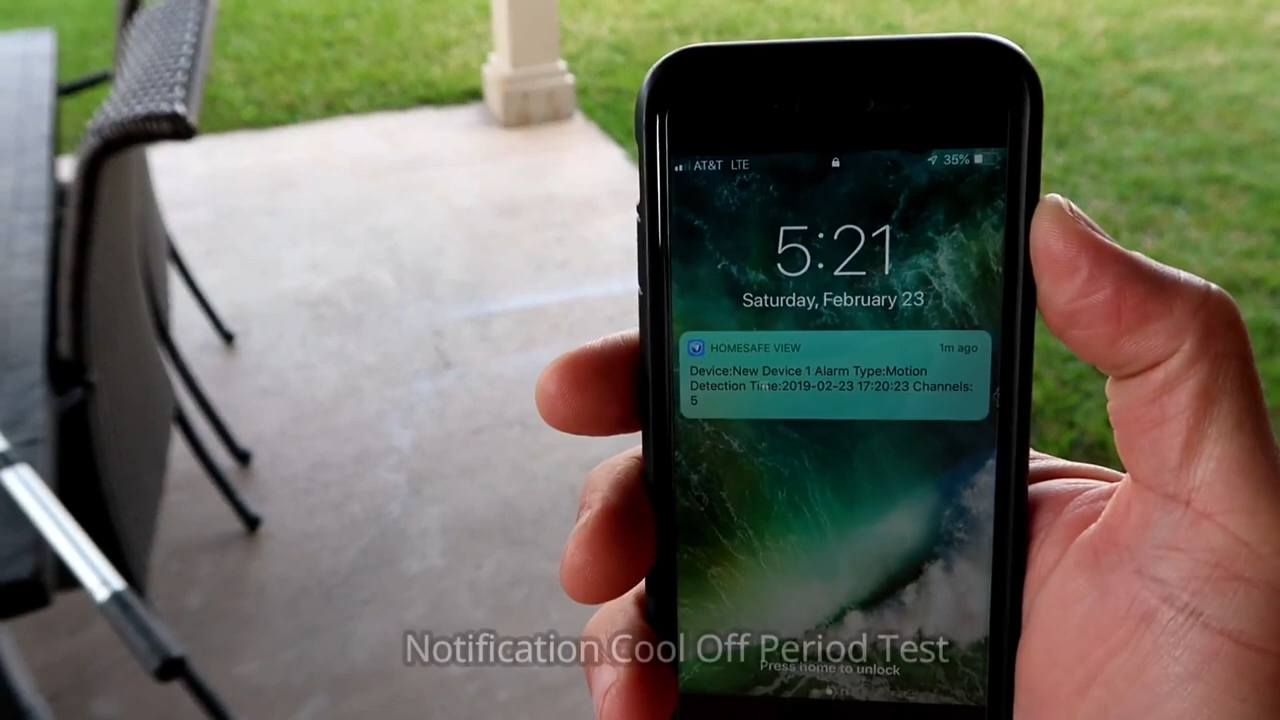 AT&T LTE 35%
5:21
Saturday, February 23
HOMESAFE VIEW 1m ago
Device:New Device 1 Alarm Type:Motion
Detection Time:2019-02-23 17:20:23 Channels:
5
Notification Cool Off Period Test
Press home to unlock